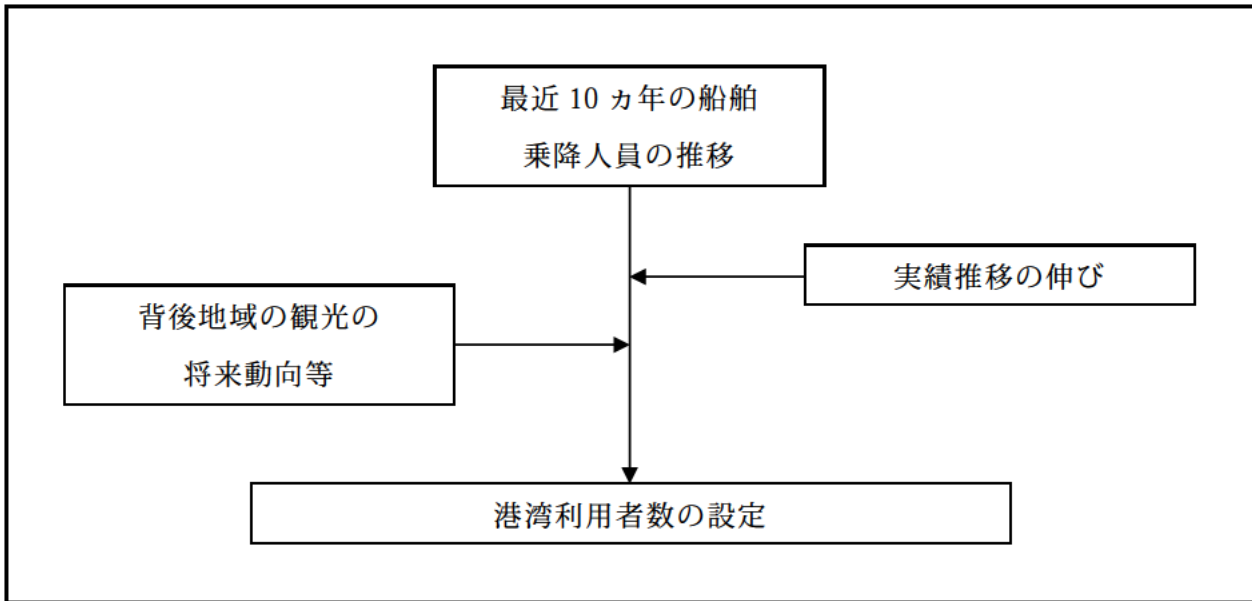 最近 10 ヵ年の船舶
乗降人員の推移
実績推移の伸び
背後地域の観光の
将来動向等
港湾利用者数の設定